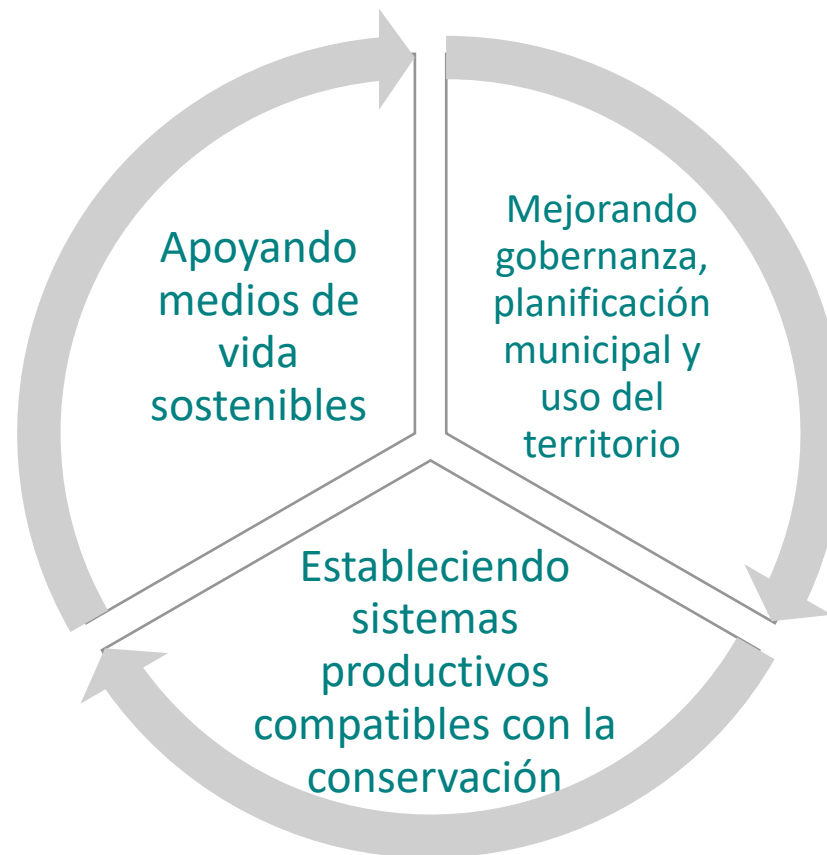 Apoyando
medios de
vida
sostenibles
Mejorando
gobernanza,
planificación
municipal y
uso del
territorio
Estableciendo
sistemas
productivos
compatibles con la
conservación